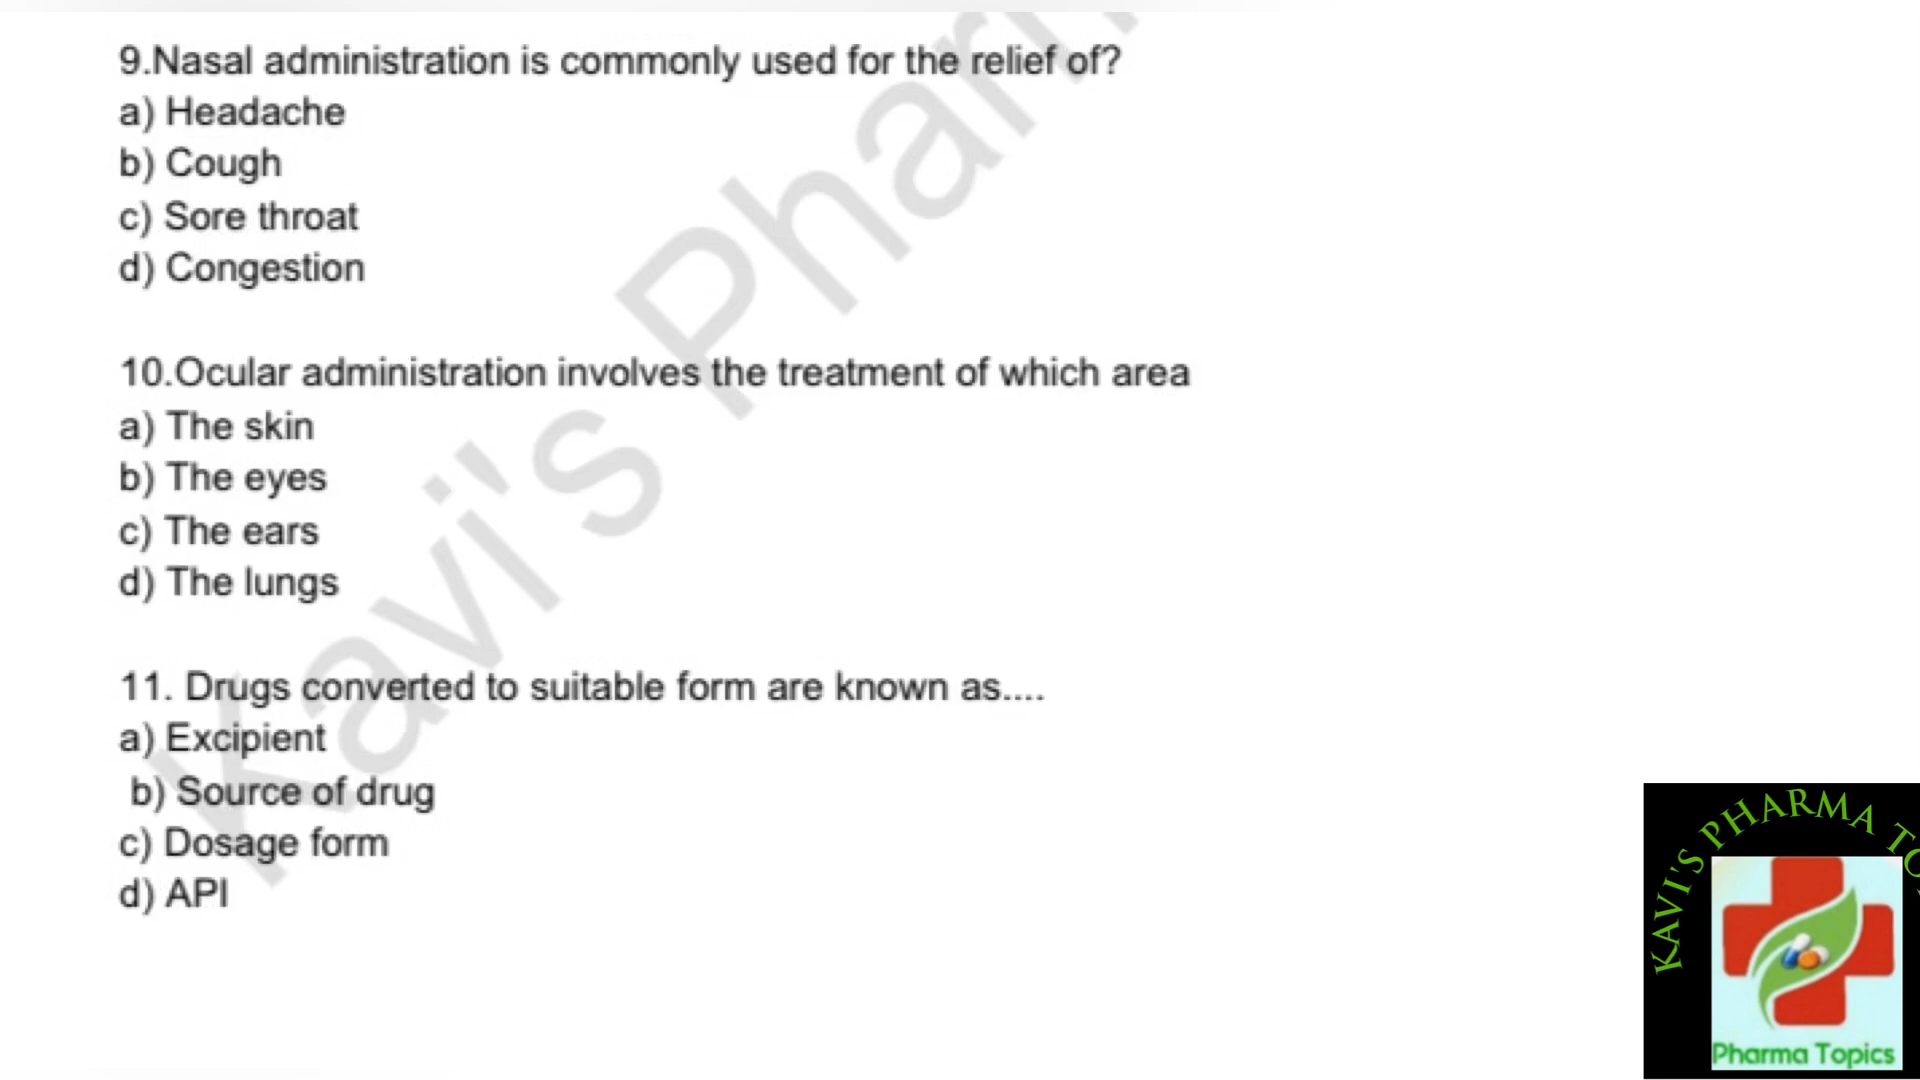 9.Nasal administration is commonly used for the relief of?
a) Headache
b) Cough
c) Sore throat
d) Congestion
10.Ocular administration involves the treatment of which area
a) The skin
b) The eyes
c) The ears
d) The lungs
11. Drugs converted to suitable form are known as....
a) Excipient
b) Source of drug
c) Dosage form
d) API
Kavi's Pharm
KAVI'S PHARMA TO
Pharma Topics